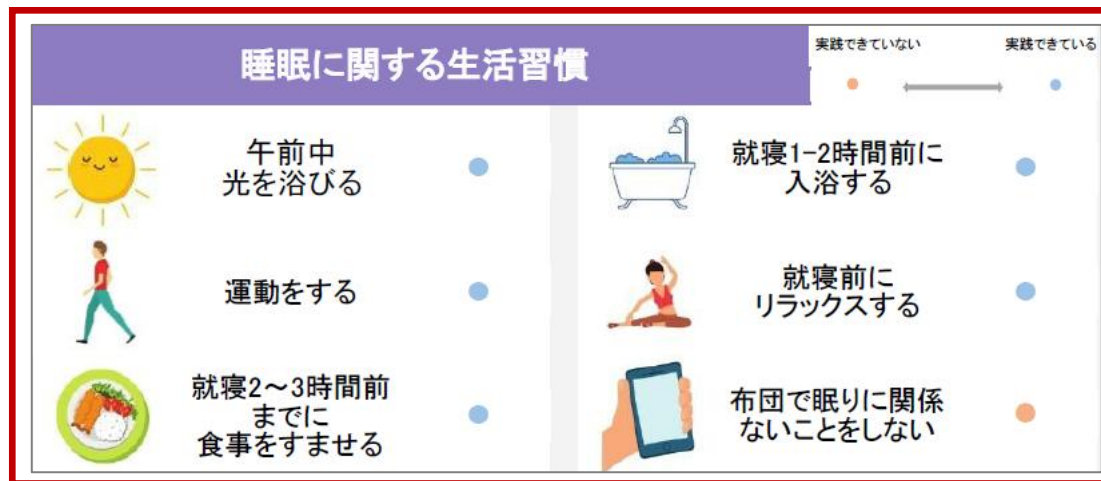 睡眠に関する生活習慣
実践できていない
実践できている
午前中
光を浴びる
就寝1-2時間前に
入浴する
運動をする
就寝前に
リラックスする
就寝2～3時間前
までに
食事をすませる
布団で眠りに関係
ないことをしない